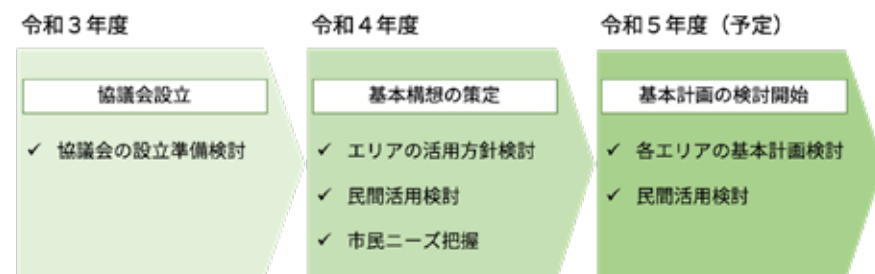 令和３年度
協議会設立
✓ 協議会の設立準備検討
令和４年度
基本構想の策定
✓ エリアの活用方針検討
✓ 民間活用検討
✓ 市民ニーズ把握
令和５年度（予定）
基本計画の検討開始
✓ 各エリアの基本計画検討
✓ 民間活用検討